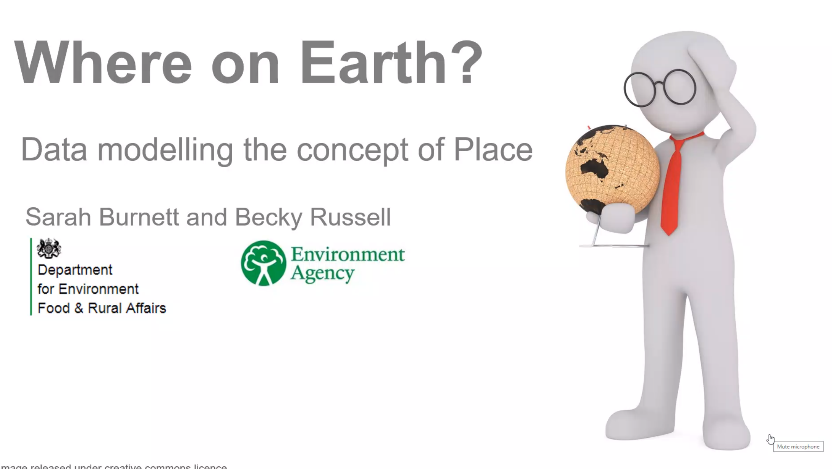 Where on Earth?
Data modelling the concept of Place
Sarah Burnett and Becky Russell
Department
for Environment
Food & Rural Affairs
Environment
Agency
Mute microphone
mage released under creative commons licence